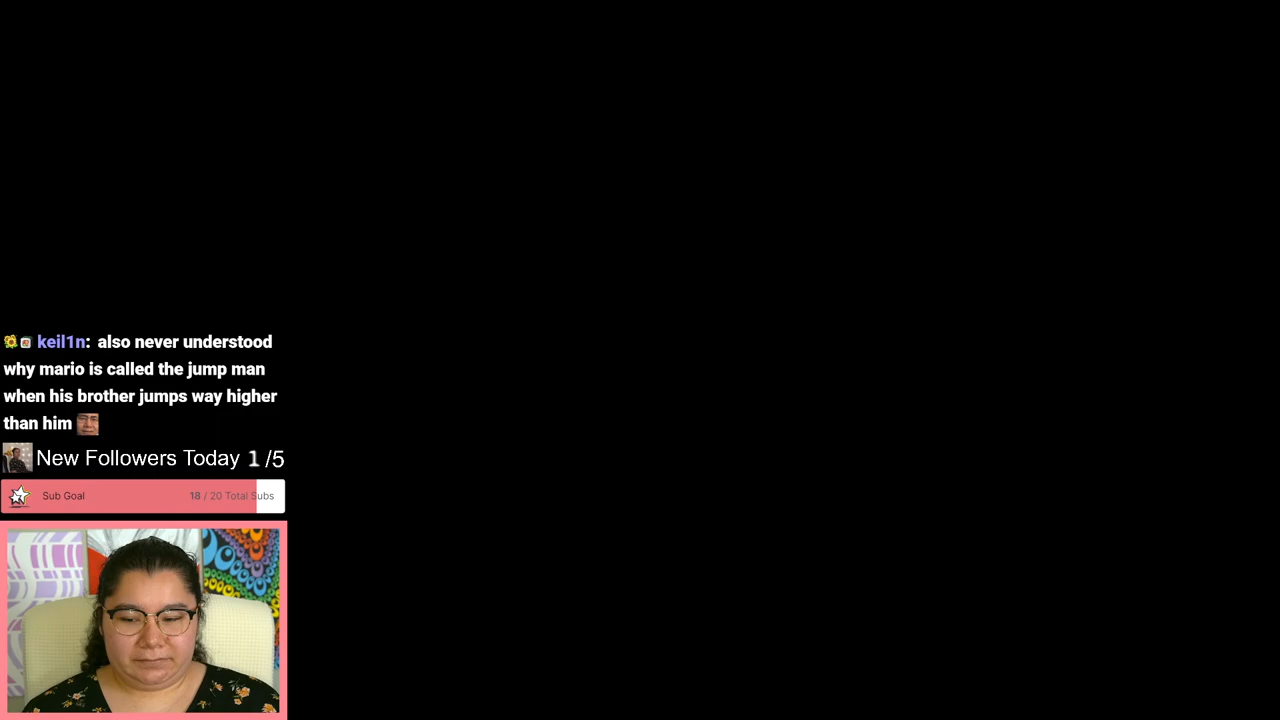 keil1n: also never understood
why mario is called the jump man
when his brother jumps way higher
than him
New Followers Today 1 /5
Sub Goal 18 / 20 Total Subs